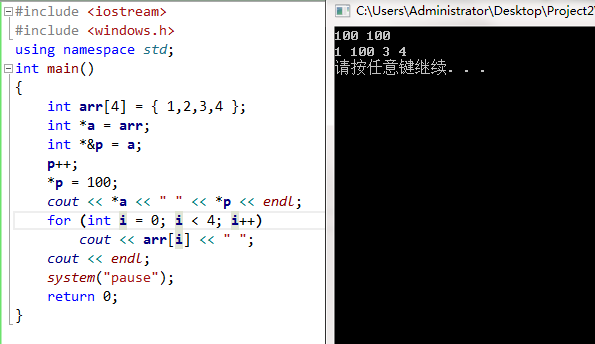 #include <iostream>
#include <windows.h>
using namespace std;
int main()
{
    int arr[4] = { 1,2,3,4 };
    int *a = arr;
    int *&p = a;
    p++;
    *p = 100;
    cout << *a << " " << *p << endl;
    for (int i = 0; i < 4; i++)
        cout << arr[i] << " ";
    cout << endl;
    system("pause");
    return 0;
}
C:\Users\Administrator\Desktop\Project2\
100 100
1 100 3 4
请按任意键继续. . .